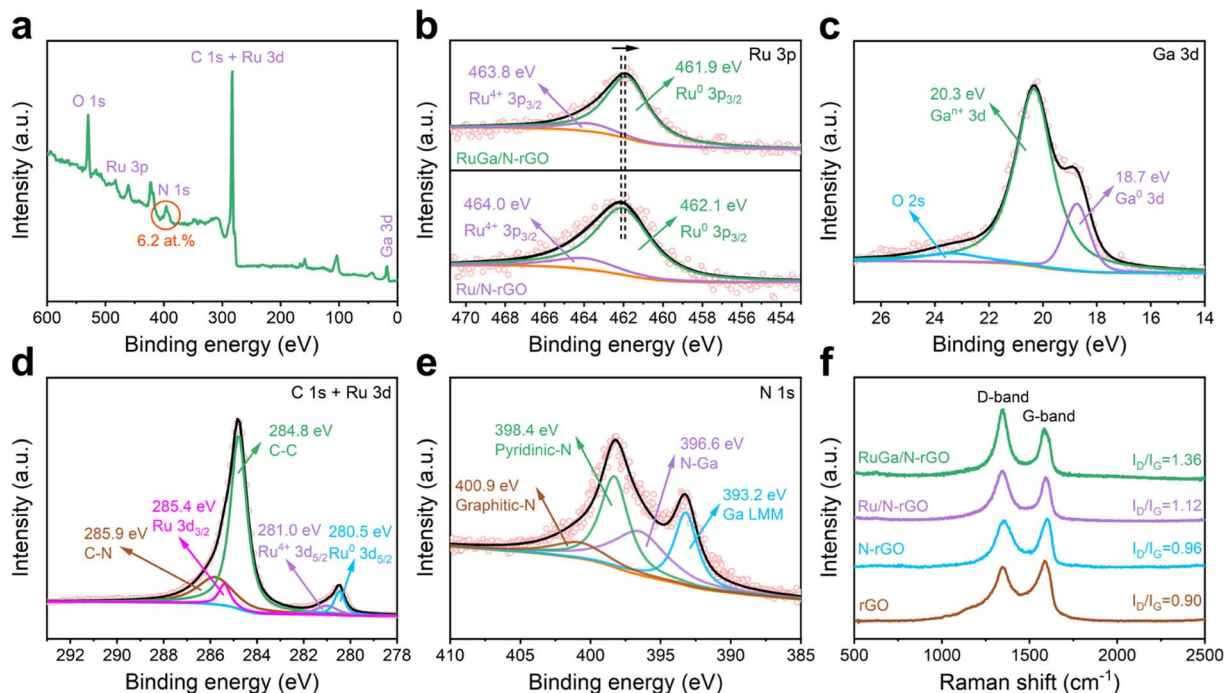 a
C 1s + Ru 3d
O 1s
Ru 3p
N 1s
6.2 at.%
Ga 3d
Intensity (a.u.)
600 500 400 300 200 100 0
Binding energy (eV)
b
Ru 3p
463.8 eV
Ru⁴⁺ 3p₃/₂
461.9 eV
Ru⁰ 3p₃/₂
RuGa/N-rGO
464.0 eV
Ru⁴⁺ 3p₃/₂
462.1 eV
Ru⁰ 3p₃/₂
Ru/N-rGO
Intensity (a.u.)
470 468 466 464 462 460 458 456 454
Binding energy (eV)
c
Ga 3d
20.3 eV
Gaⁿ⁺ 3d
18.7 eV
Ga⁰ 3d
O 2s
Intensity (a.u.)
26 24 22 20 18 16 14
Binding energy (eV)
d
C 1s + Ru 3d
284.8 eV
C-C
285.4 eV
Ru 3d₃/₂
285.9 eV
C-N
281.0 eV
Ru⁴⁺ 3d₅/₂
280.5 eV
Ru⁰ 3d₅/₂
Intensity (a.u.)
292 290 288 286 284 282 280 278
Binding energy (eV)
e
N 1s
398.4 eV
Pyridinic-N
396.6 eV
N-Ga
400.9 eV
Graphitic-N
393.2 eV
Ga LMM
Intensity (a.u.)
410 405 400 395 390 385
Binding energy (eV)
f
D-band
G-band
RuGa/N-rGO
I_D/I_G=1.36
Ru/N-rGO
I_D/I_G=1.12
N-rGO
I_D/I_G=0.96
rGO
I_D/I_G=0.90
Intensity (a.u.)
500 1000 1500 2000 2500
Raman shift (cm⁻¹)